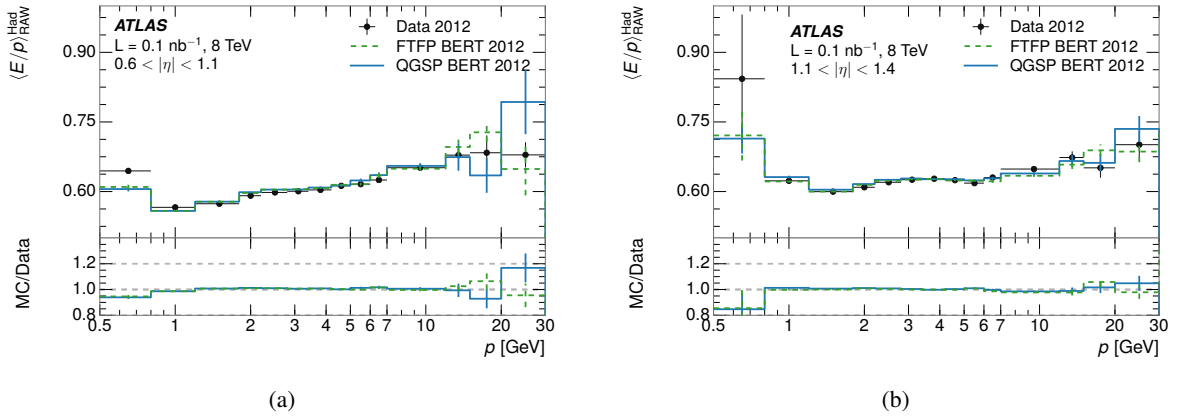 ⟨E/p⟩Had RAW
ATLAS
L = 0.1 nb−1, 8 TeV
0.6 < |η| < 1.1
Data 2012
FTFP BERT 2012
QGSP BERT 2012
0.90
0.75
0.60
MC/Data
1.2
1.0
0.8
0.5 1 2 3 4 5 6 7 10 20 30
p [GeV]
(a)
⟨E/p⟩Had RAW
ATLAS
L = 0.1 nb−1, 8 TeV
1.1 < |η| < 1.4
Data 2012
FTFP BERT 2012
QGSP BERT 2012
0.90
0.75
0.60
MC/Data
1.2
1.0
0.8
0.5 1 2 3 4 5 6 7 10 20 30
p [GeV]
(b)